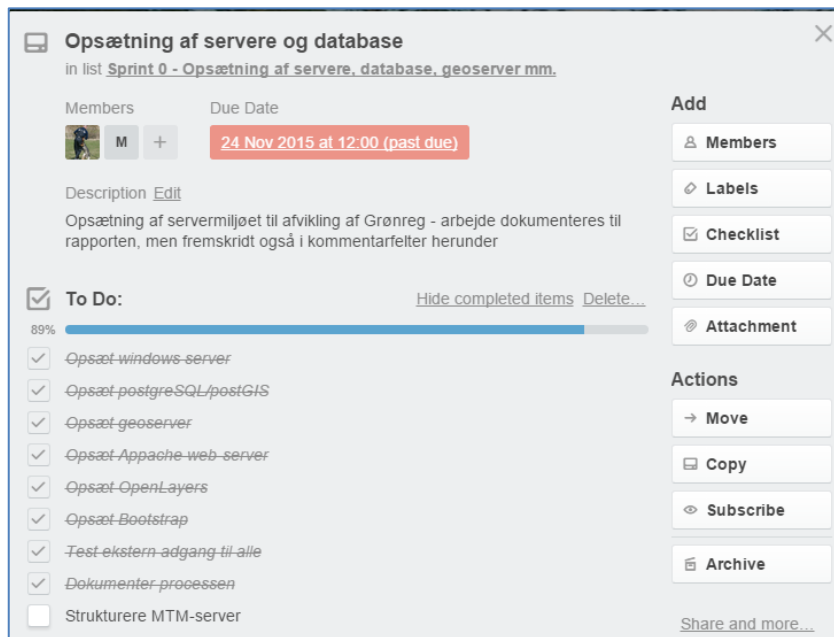 Opsætning af servere og database
in list Sprint 0 - Opsætning af servere, database, geoserver mm.
Members
Due Date
M
+
24 Nov 2015 at 12:00 (past due)
Description Edit
Opsætning af servermiljøet til afvikling af Grønreg - arbejde dokumenteres til
rapporten, men fremskridt også i kommentarfelter herunder
To Do:
Hide completed items Delete...
89%
Opsæt windows server
Opsæt postgreSQL/postGIS
Opsæt geoserver
Opsæt Appache web-server
Opsæt OpenLayers
Opsæt Bootstrap
Test ekstern adgang til alle
Dokumenter processen
Strukturere MTM-server
Add
Members
Labels
Checklist
Due Date
Attachment
Actions
Move
Copy
Subscribe
Archive
Share and more...